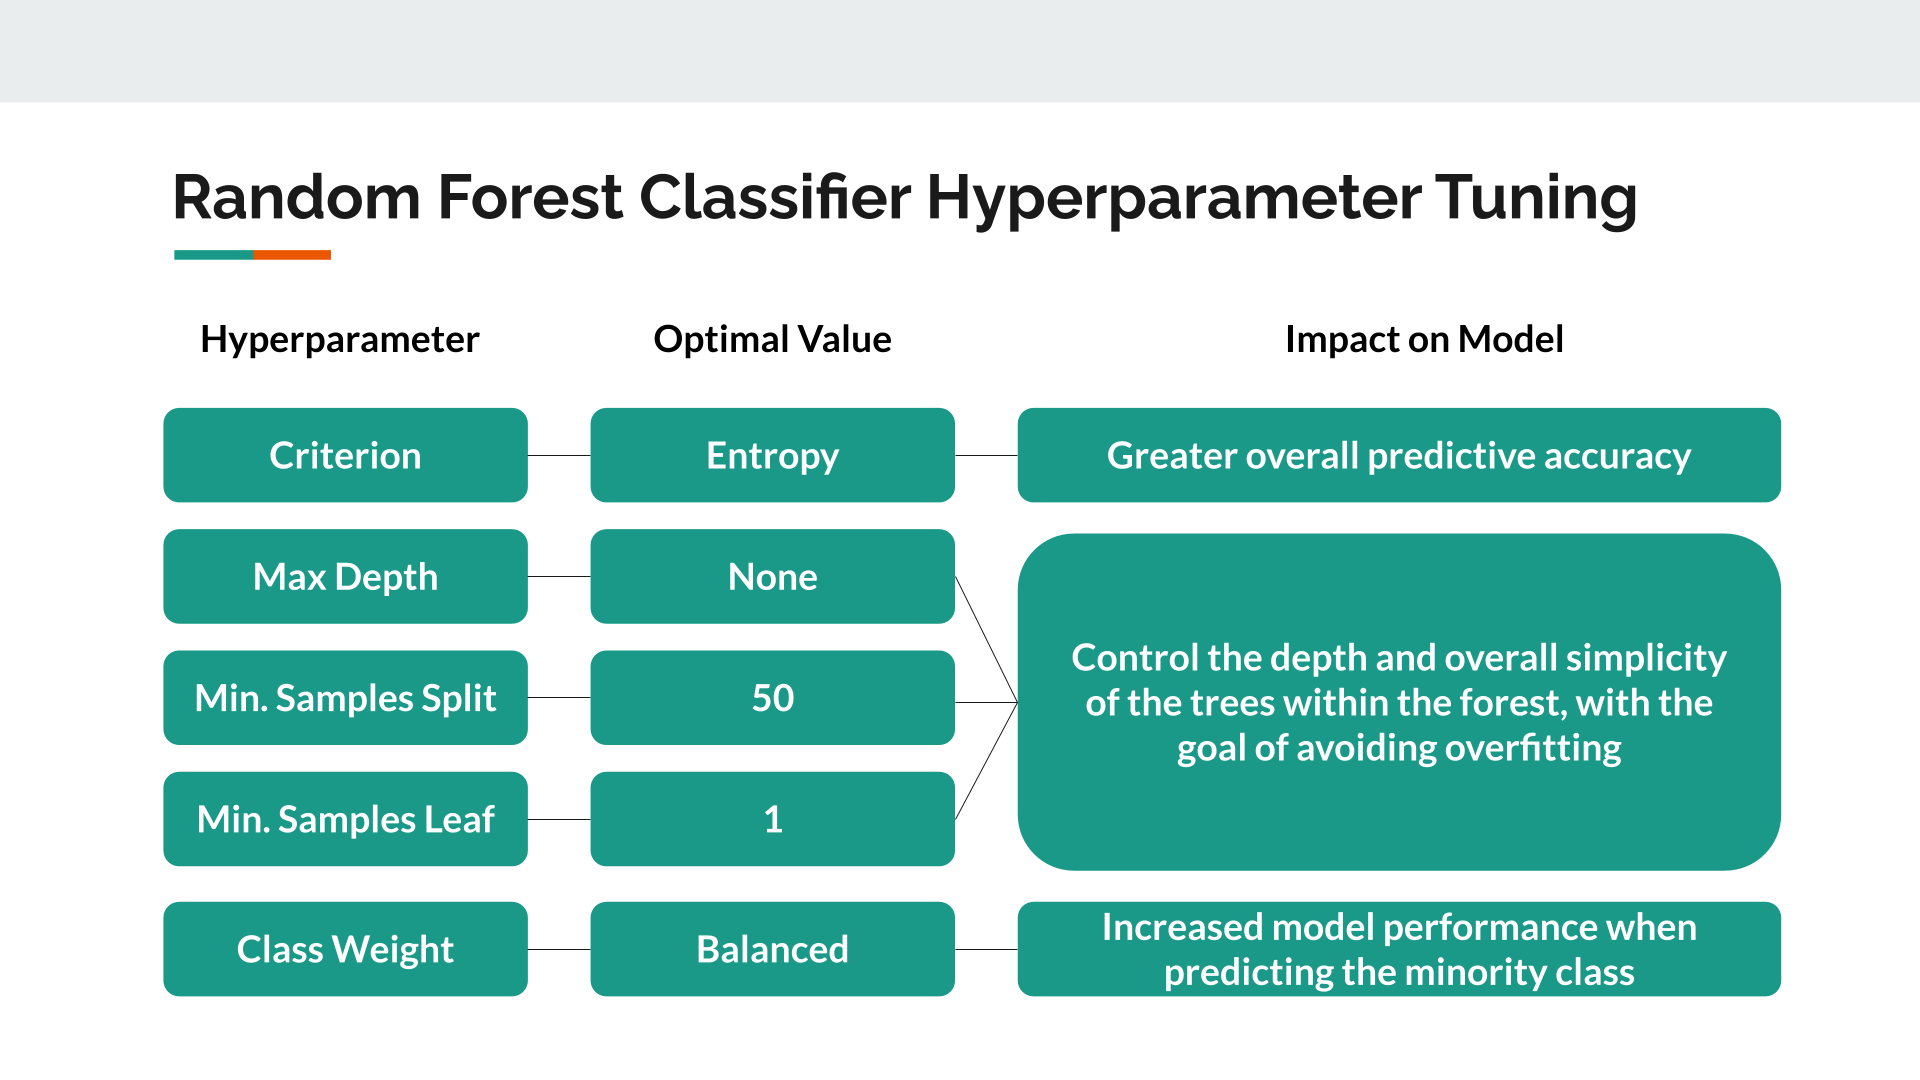 Random Forest Classifier Hyperparameter Tuning
Hyperparameter
Optimal Value
Impact on Model
Criterion
Entropy
Greater overall predictive accuracy
Max Depth
None
Min. Samples Split
50
Min. Samples Leaf
1
Control the depth and overall simplicity
of the trees within the forest, with the
goal of avoiding overfitting
Class Weight
Balanced
Increased model performance when
predicting the minority class